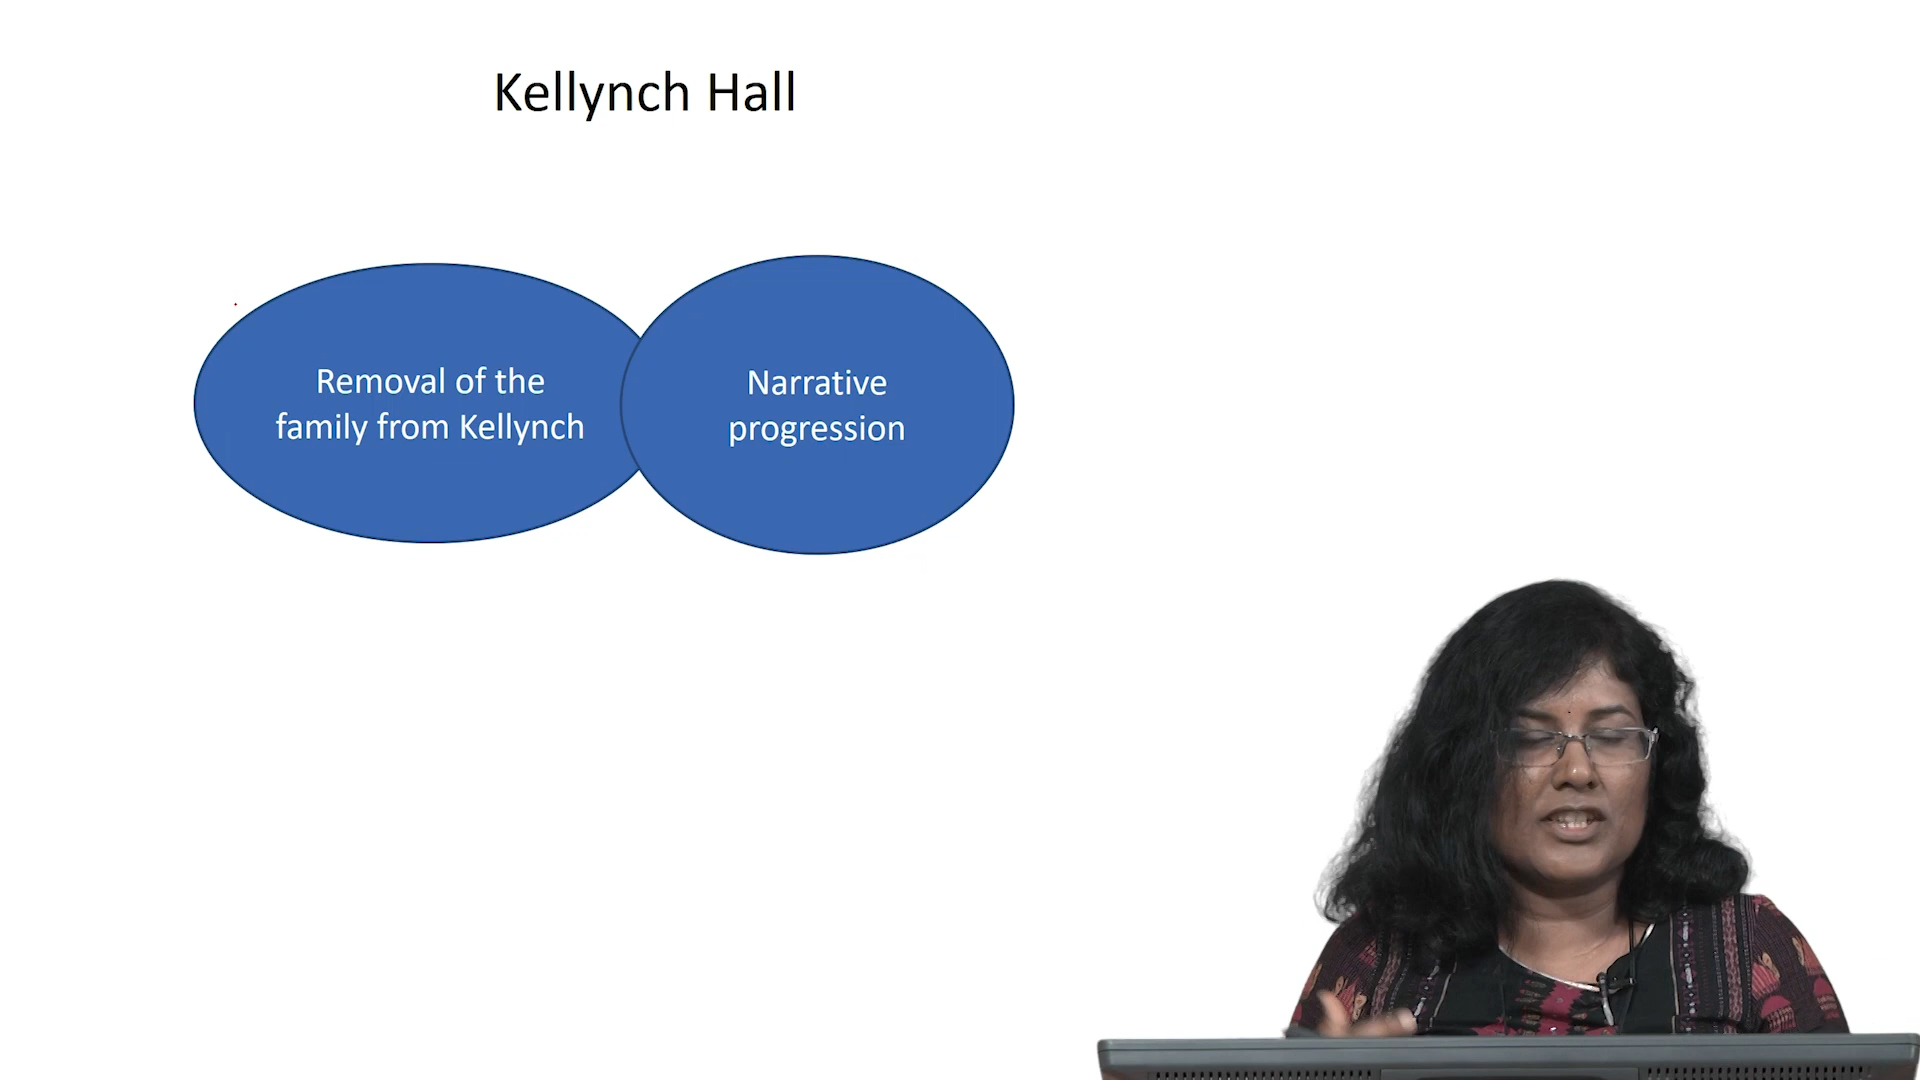 Kellynch Hall
Removal of the
family from Kellynch
Narrative
progression